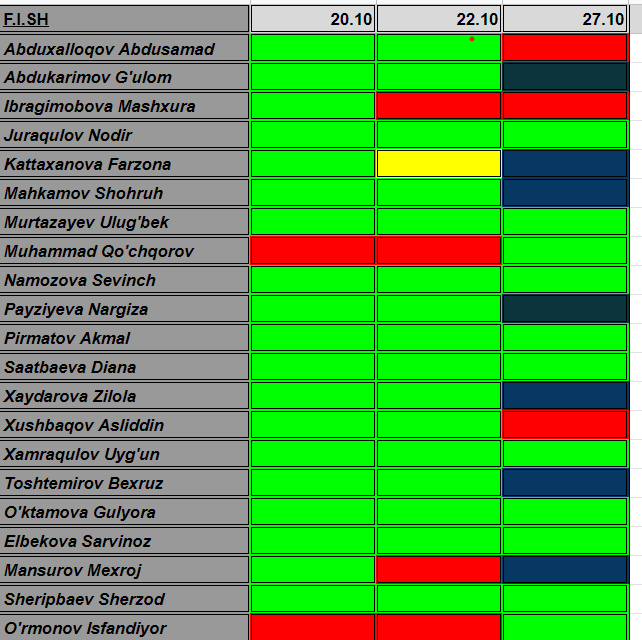 F.I.SH 20.10 22.10 27.10
Abduxalloqov Abdusamad
Abdukarimov G'ulom
Ibragimobova Mashxura
Juraqulov Nodir
Kattaxanova Farzona
Mahkamov Shohruh
Murtazayev Ulug'bek
Muhammad Qo'chqorov
Namozova Sevinch
Payziyeva Nargiza
Pirmatov Akmal
Saatbaeva Diana
Xaydarova Zilola
Xushbaqov Asliddin
Xamraqulov Uyg'un
Toshtemirov Bexruz
O'ktamova Gulyora
Elbekova Sarvinoz
Mansurov Mexroj
Sheripbaev Sherzod
O'rmonov Isfandiyor